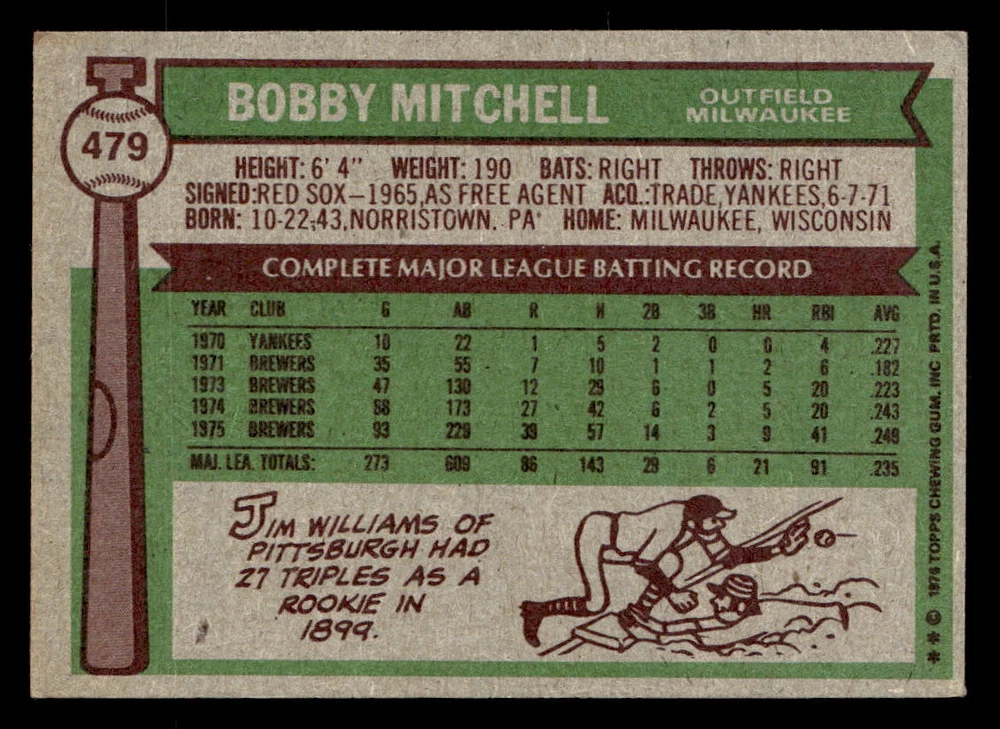 479
BOBBY MITCHELL
OUTFIELD
MILWAUKEE
HEIGHT: 6' 4" WEIGHT: 190 BATS: RIGHT THROWS: RIGHT
SIGNED:RED SOX—1965,AS FREE AGENT ACQ.:TRADE,YANKEES,6-7-71
BORN: 10-22-43,NORRISTOWN. PA HOME: MILWAUKEE, WISCONSIN
COMPLETE MAJOR LEAGUE BATTING RECORD
YEAR CLUB G AB R H 2B 3B HR RBI AVG
1970 YANKEES 10 22 1 5 2 0 0 4 .227
1971 BREWERS 35 55 7 10 1 1 2 6 .182
1973 BREWERS 47 130 12 29 6 0 5 20 .223
1974 BREWERS 88 173 27 42 6 2 5 20 .243
1975 BREWERS 93 229 39 57 14 3 9 41 .249
MAJ. LEA. TOTALS: 273 609 86 143 29 6 21 91 .235
JIM WILLIAMS OF
PITTSBURGH HAD
27 TRIPLES AS A
ROOKIE IN
1899.
** © 1976 TOPPS CHEWING GUM, INC PRTD. IN U.S.A.